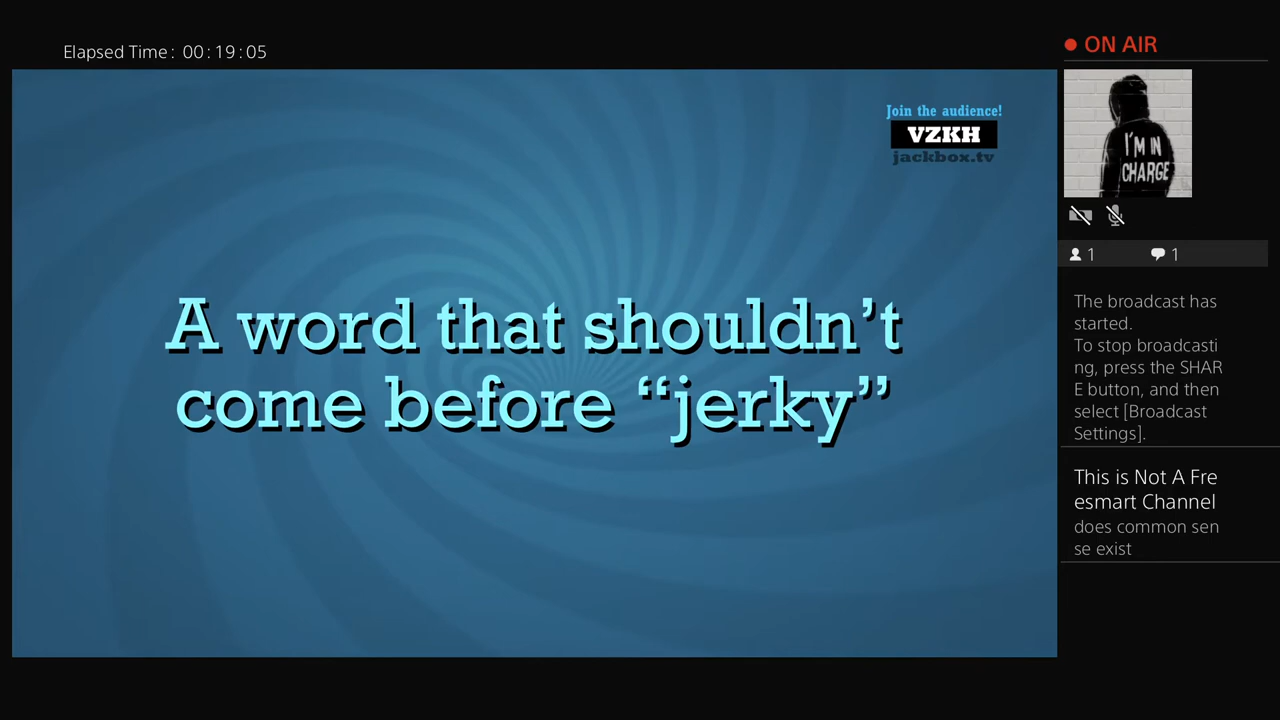 Elapsed Time: 00:19:05
ON AIR
Join the audience!
VZKH
jackbox.tv
I'M IN
CHARGE
1 1
A word that shouldn't
come before “jerky”
The broadcast has
started.
To stop broadcasti
ng, press the SHAR
E button, and then
select [Broadcast
Settings].
This is Not A Fre
esmart Channel
does common sen
se exist